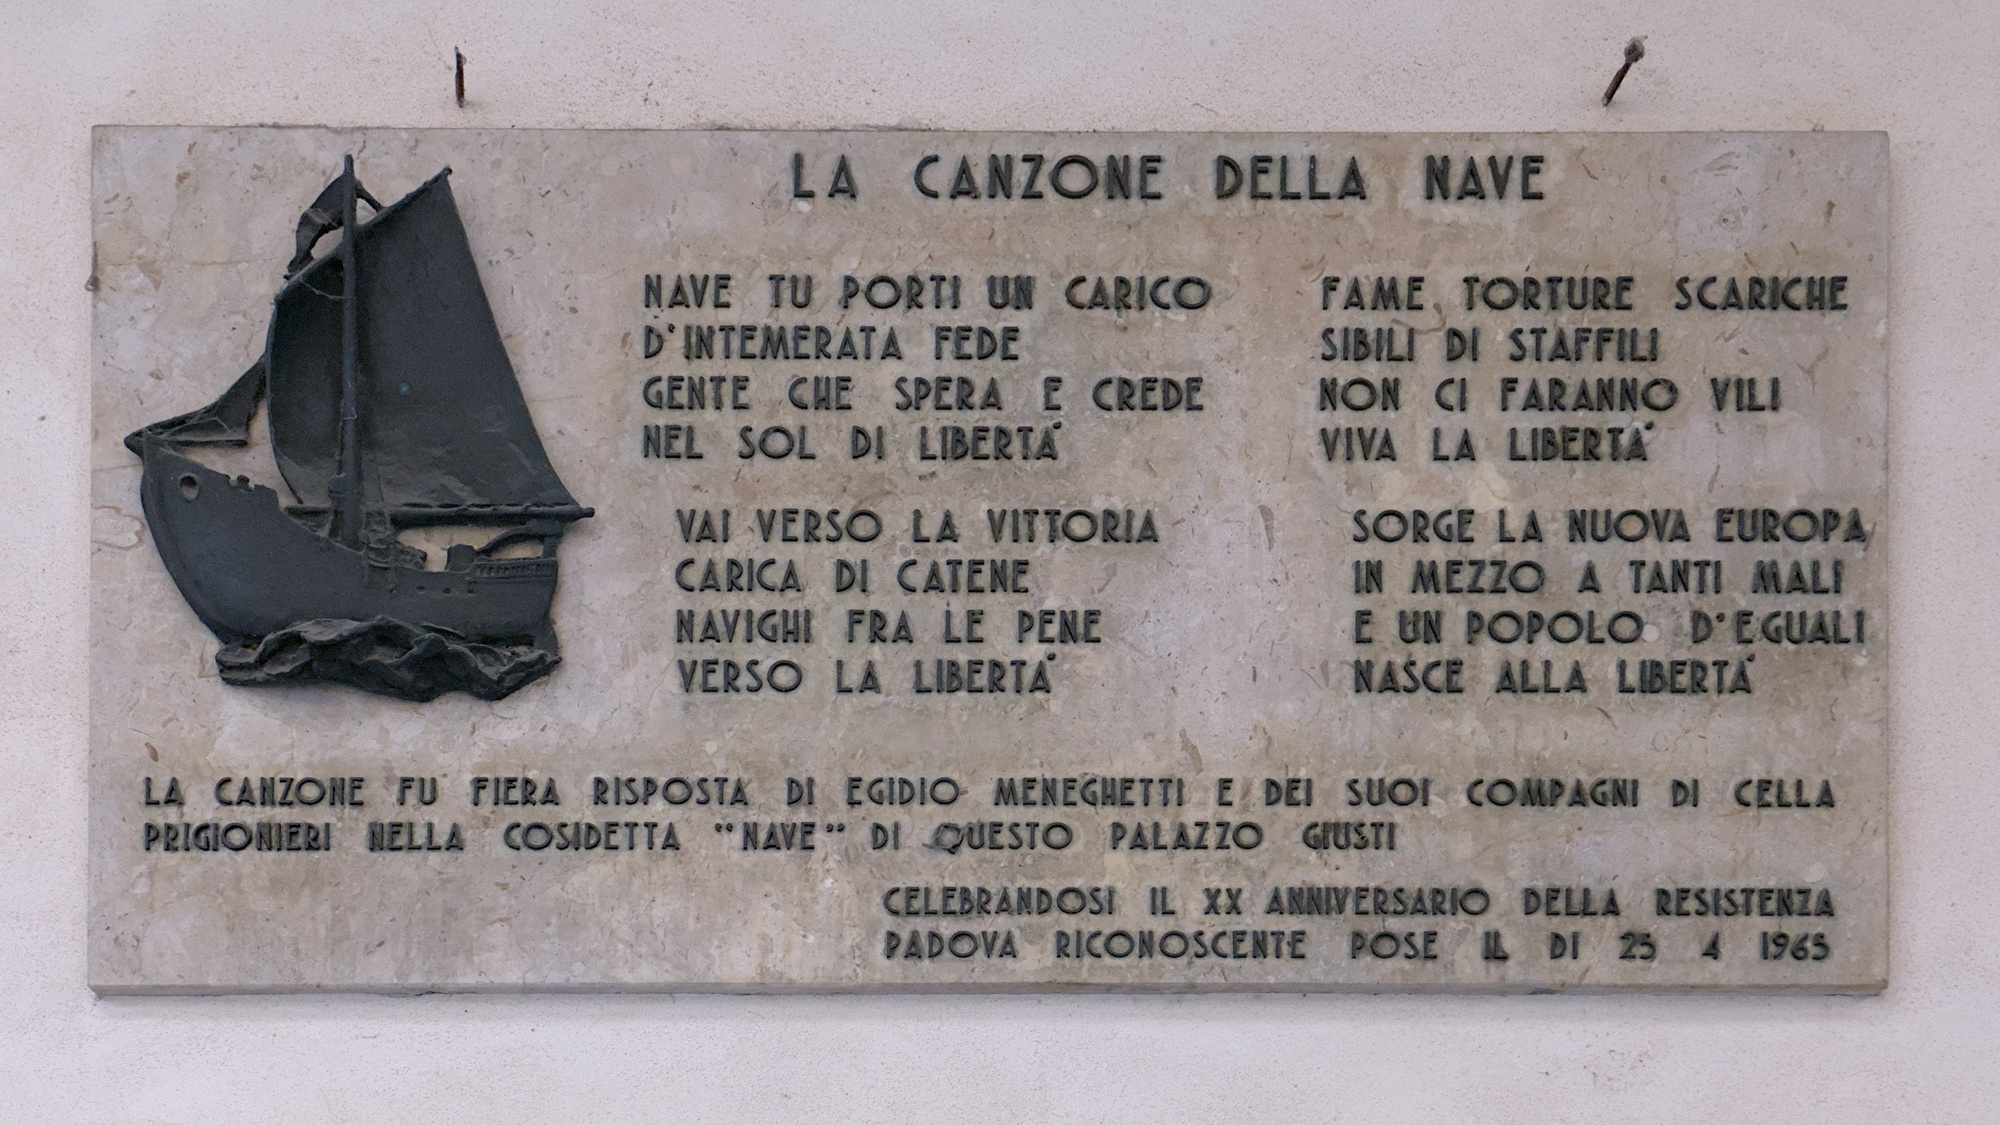 LA CANZONE DELLA NAVE
NAVE TU PORTI UN CARICO
D'INTEMERATA FEDE
GENTE CHE SPERA E CREDE
NEL SOL DI LIBERTA'
VAI VERSO LA VITTORIA
CARICA DI CATENE
NAVIGHI FRA LE PENE
VERSO LA LIBERTA'
FAME TORTURE SCARICHE
SIBILI DI STAFFILI
NON CI FARANNO VILI
VIVA LA LIBERTA'
SORGE LA NUOVA EUROPA
IN MEZZO A TANTI MALI
E UN POPOLO D'EGUALI
NASCE ALLA LIBERTA'
LA CANZONE FU FIERA RISPOSTA DI EGIDIO MENEGHETTI E DEI SUOI COMPAGNI DI CELLA
PRIGIONIERI NELLA COSIDETTA "NAVE" DI QUESTO PALAZZO GIUSTI
CELEBRANDOSI IL XX ANNIVERSARIO DELLA RESISTENZA
PADOVA RICONOSCENTE POSE IL DI 25 4 1965